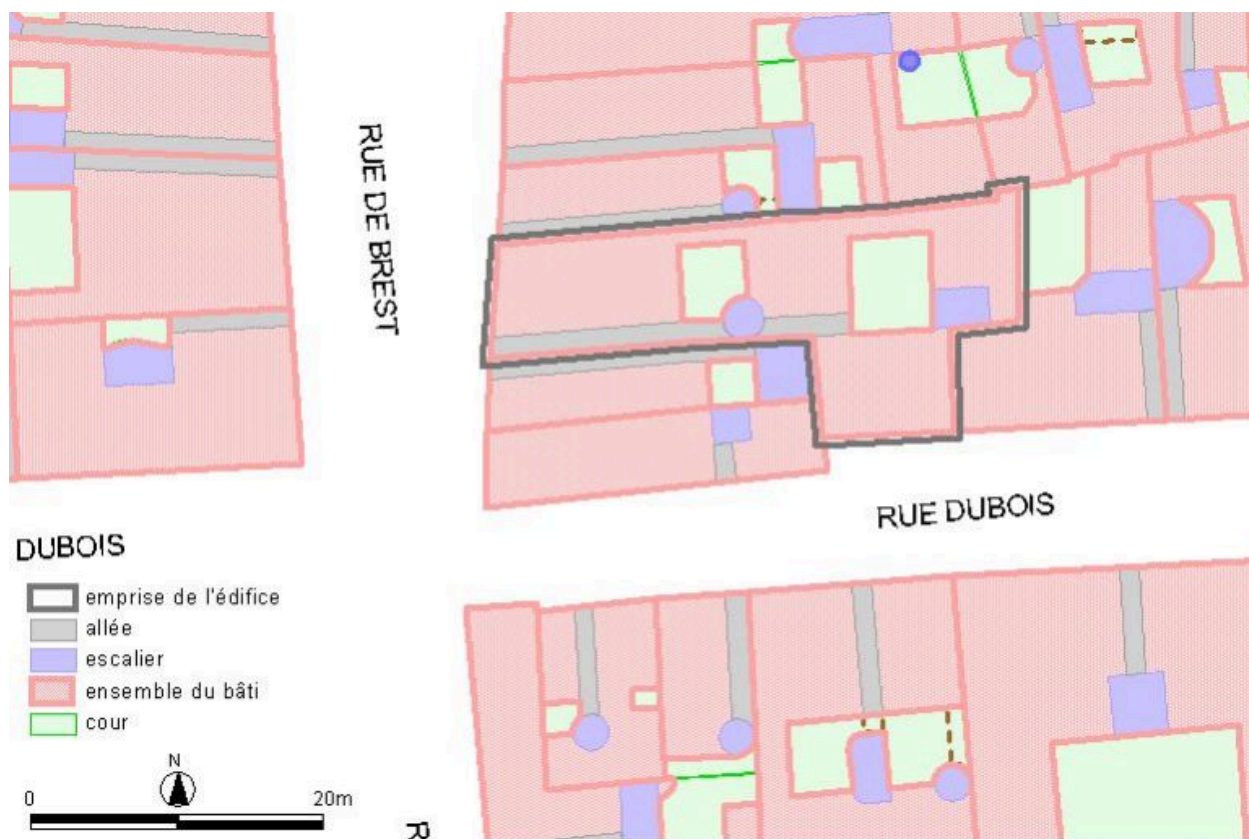 RUE DE BREST
RUE DUBOIS
DUBOIS
emprise de l'édifice
allée
escalier
ensemble du bâti
cour
N
0 20m
R